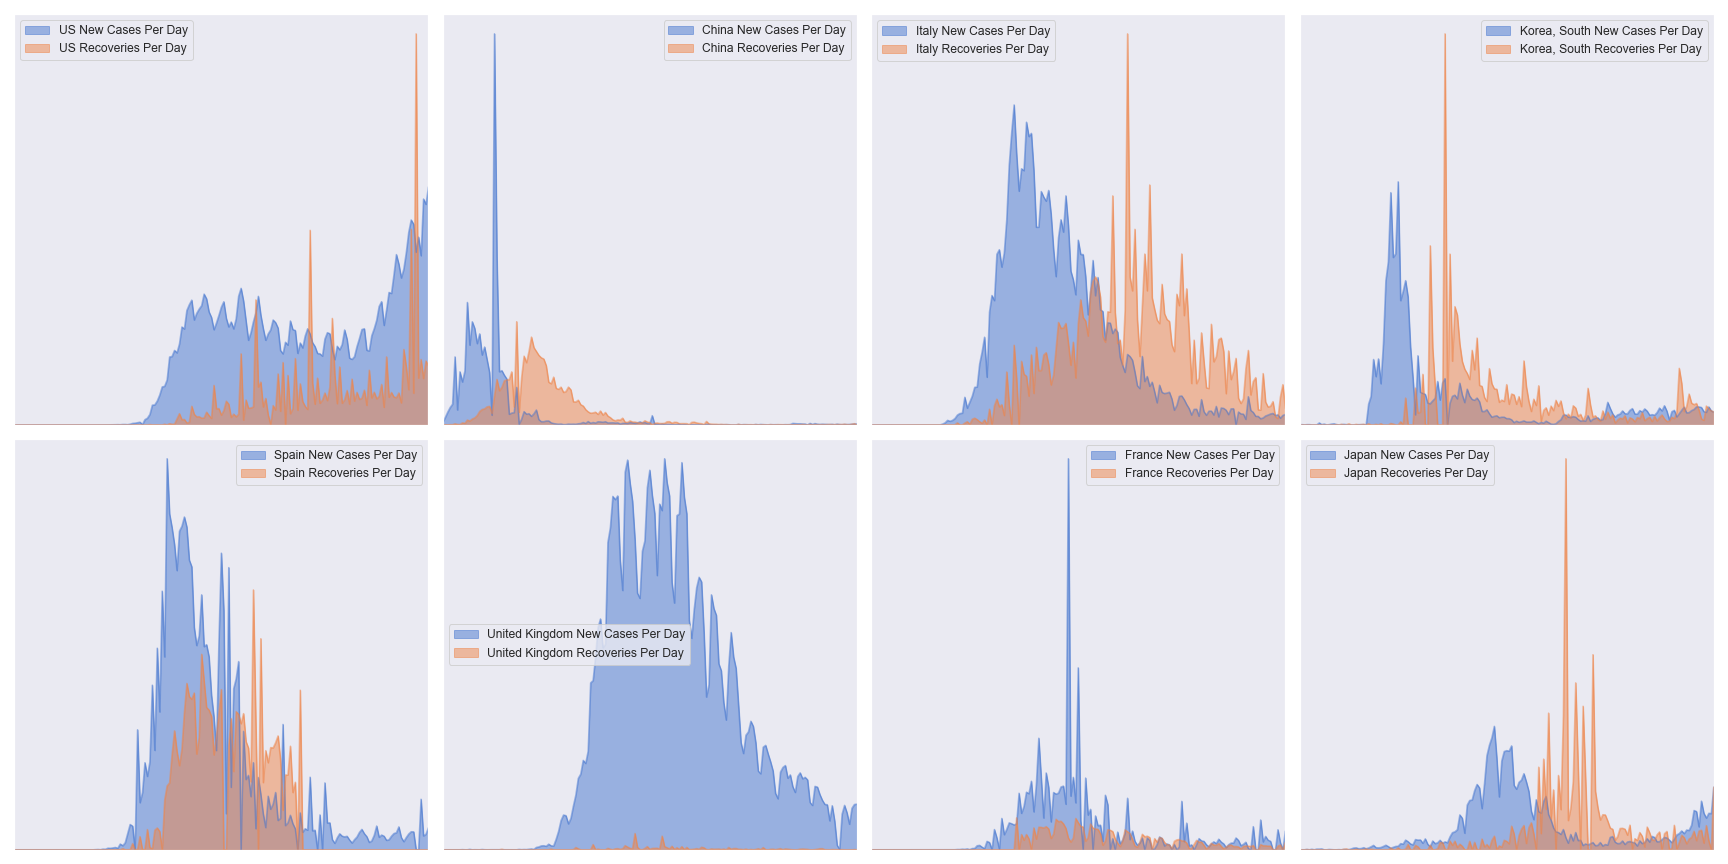 US New Cases Per Day
US Recoveries Per Day
China New Cases Per Day
China Recoveries Per Day
Italy New Cases Per Day
Italy Recoveries Per Day
Korea, South New Cases Per Day
Korea, South Recoveries Per Day
Spain New Cases Per Day
Spain Recoveries Per Day
United Kingdom New Cases Per Day
United Kingdom Recoveries Per Day
France New Cases Per Day
France Recoveries Per Day
Japan New Cases Per Day
Japan Recoveries Per Day